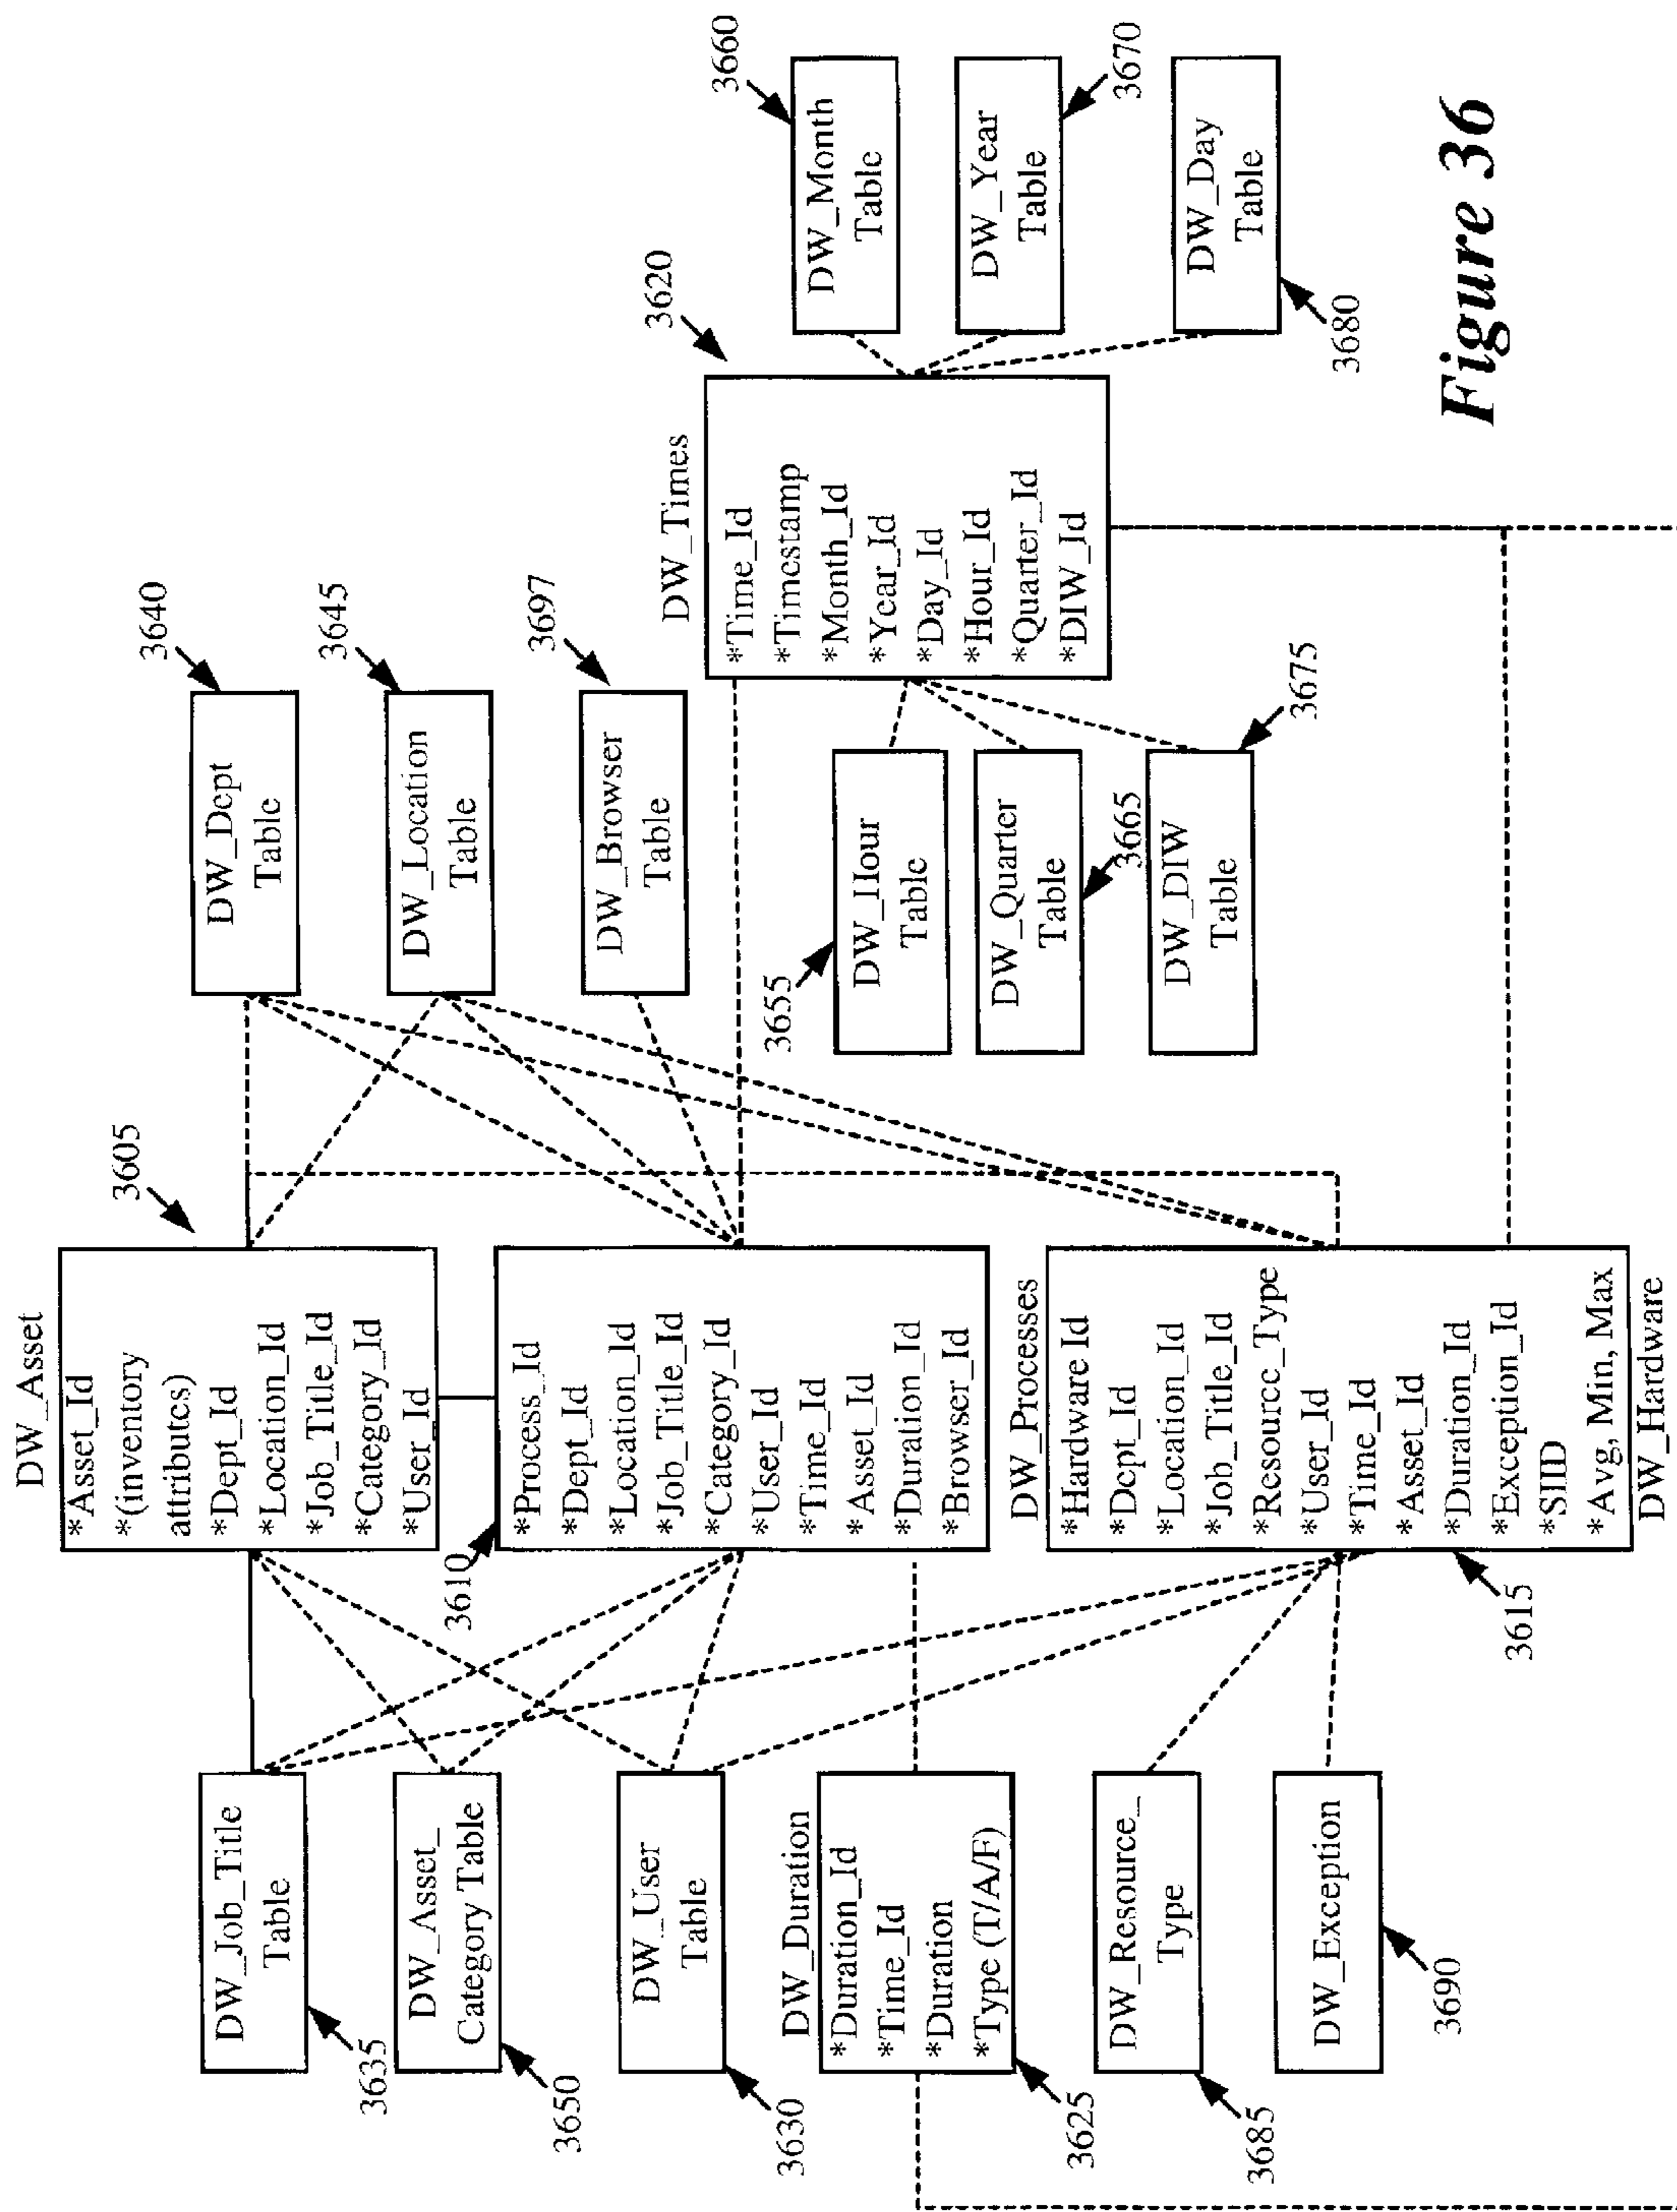 DW_Asset
3605
*Asset_Id
*(inventory
attributes)
*Dept_Id
*Location_Id
*Job_Title_Id
*Category_Id
*User_Id
3610
*Process_Id
*Dept_Id
*Location_Id
*Job_Title_Id
*Category_Id
*User_Id
*Time_Id
*Asset_Id
*Duration_Id
*Browser_Id
DW_Processes
*Hardware Id
*Dept_Id
*Location_Id
*Job_Title_Id
*Resource_Type
*User_Id
*Time_Id
*Asset_Id
*Duration_Id
*Exception_Id
*SIID
*Avg, Min, Max
DW_Hardware
3615
DW_Job_Title
Table
3635
DW_Asset_
Category Table
3650
DW_User
Table
3630
DW_Duration
*Duration_Id
*Time_Id
*Duration
*Type (T/A/F)
3625
DW_Resource_
Type
3685
DW_Exception
3690
DW_Dept
Table
3640
DW_Location
Table
3645
DW_Browser
Table
3697
DW_Times
3620
*Time_Id
*Timestamp
*Month_Id
*Year_Id
*Day_Id
*Hour_Id
*Quarter_Id
*DIW_Id
DW_Hour
Table
3655
DW_Quarter
Table
3665
DW_DIW
Table
3675
DW_Month
Table
3660
DW_Year
Table
3670
DW_Day
Table
3680
Figure 36